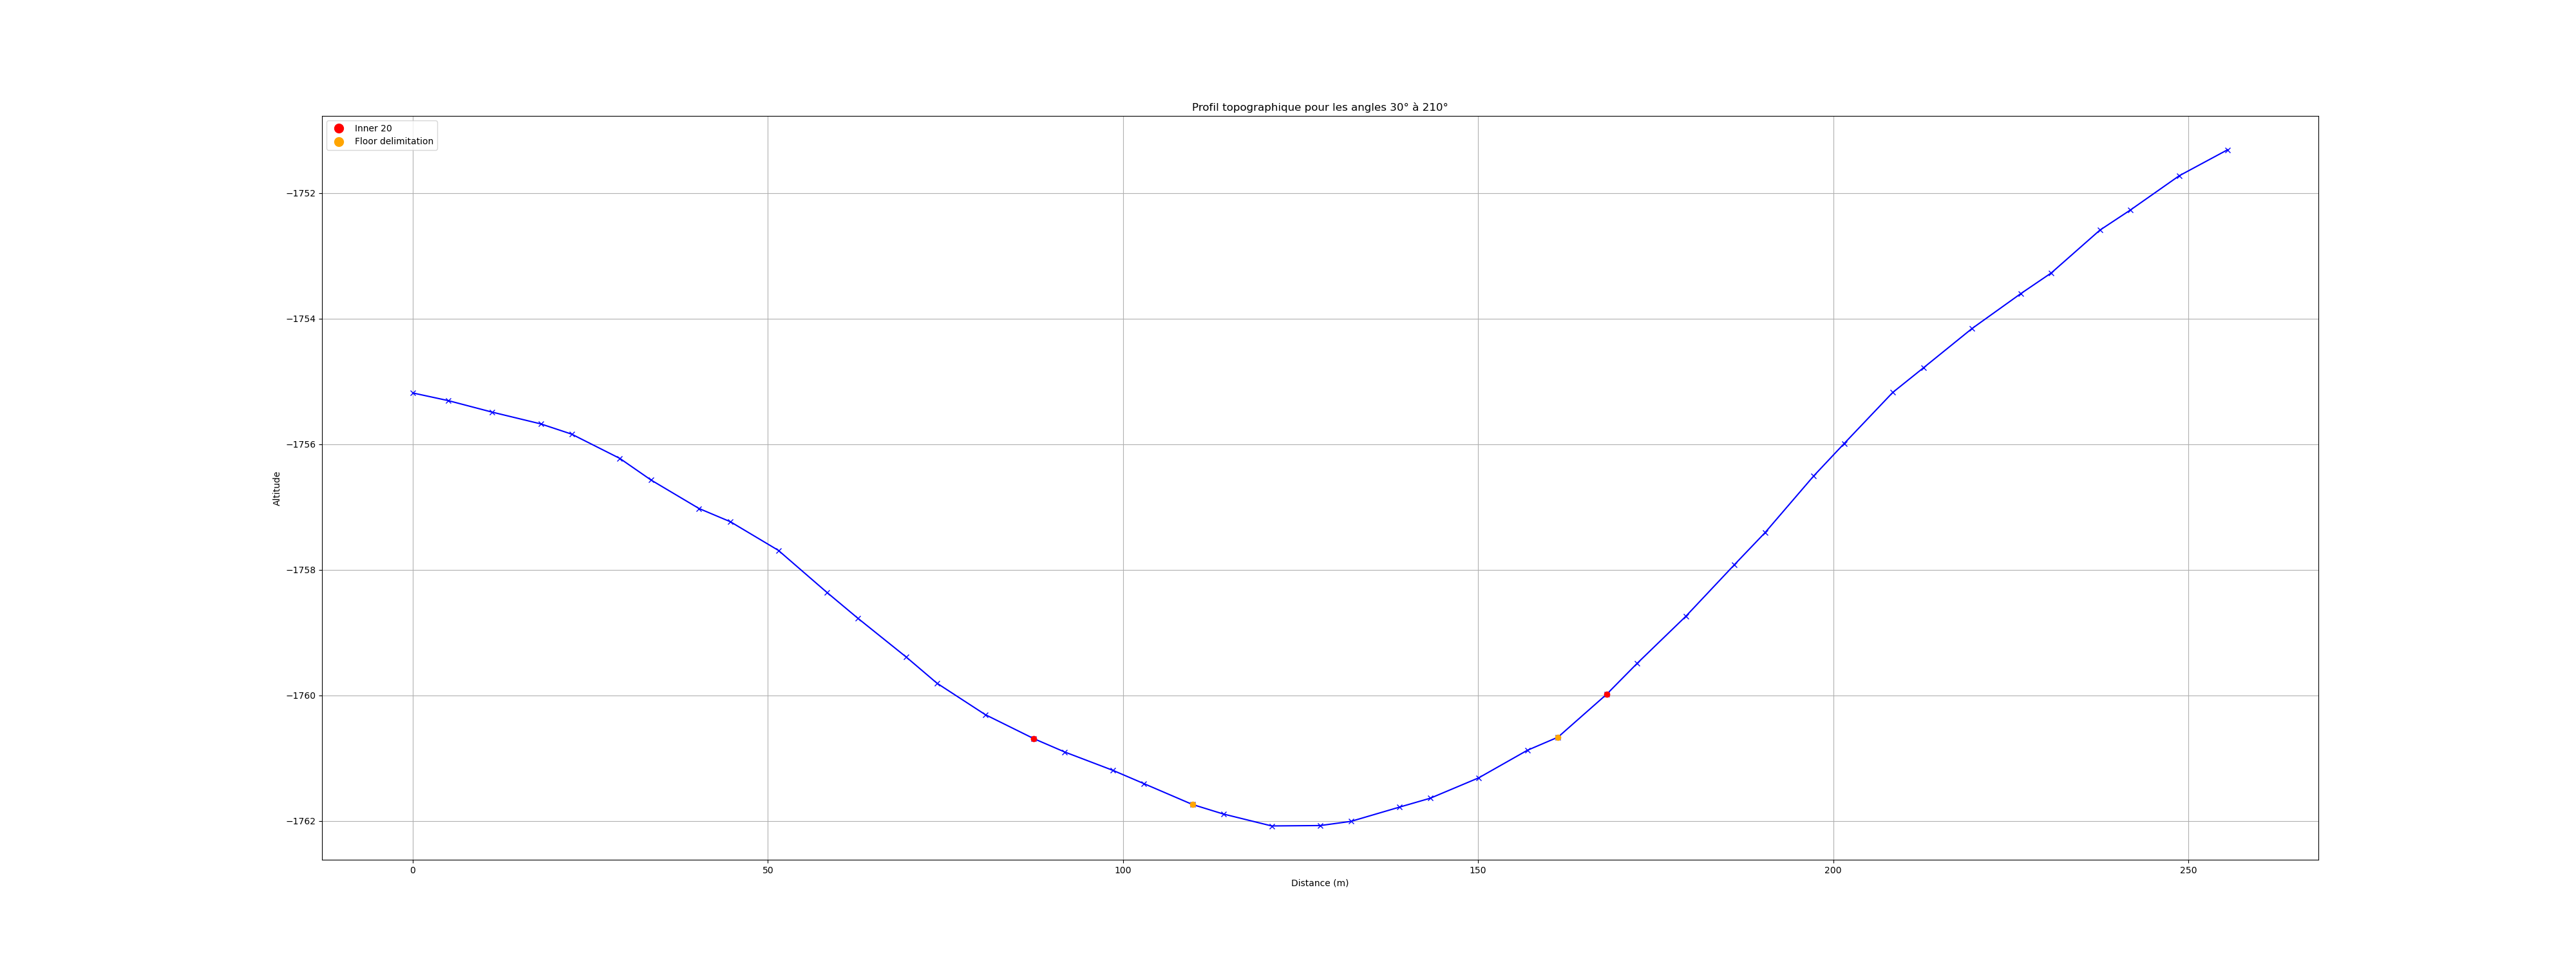 Profil topographique pour les angles 30° à 210°
Inner 20
Floor delimitation
−1752
−1754
−1756
−1758
−1760
−1762
Altitude
0 50 100 150 200 250
Distance (m)